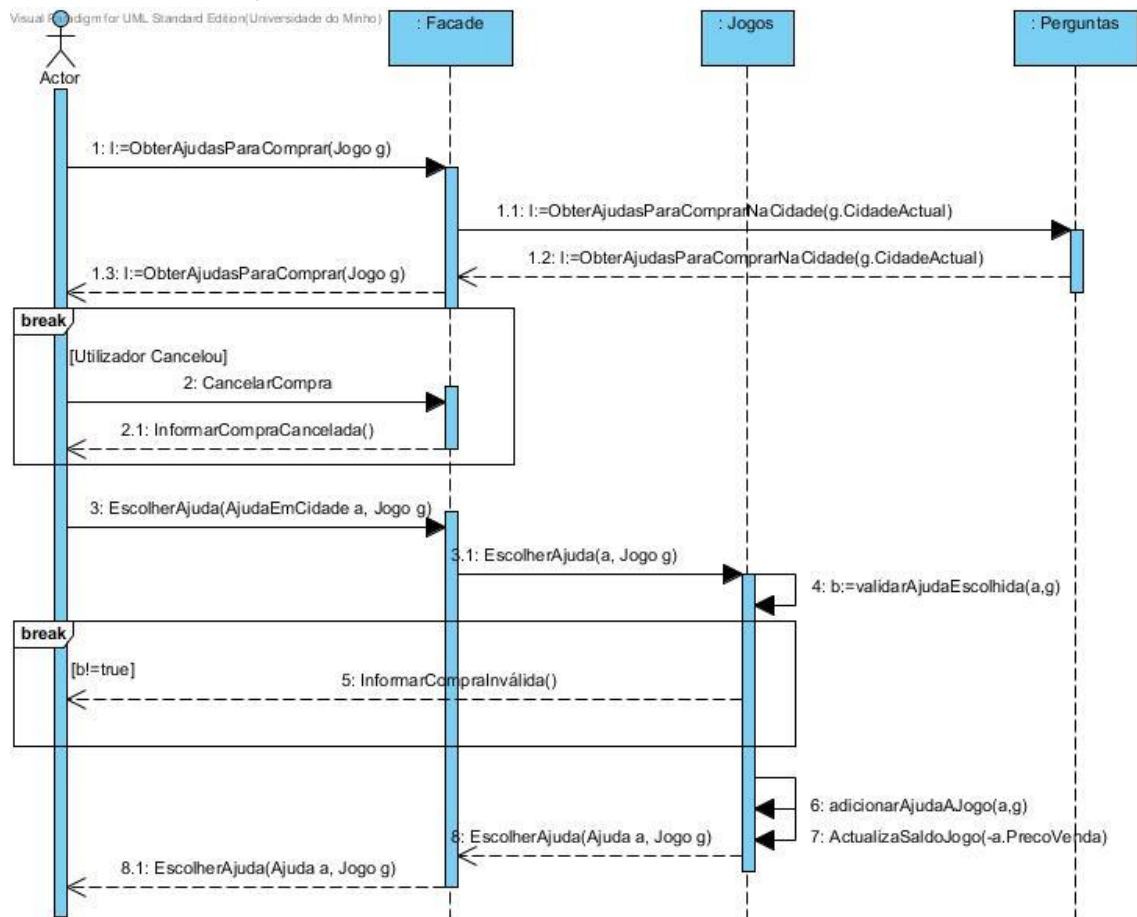 Visual Paradigm for UML Standard Edition(Universidade do Minho)
Actor
: Facade
: Jogos
: Perguntas
1: l:=ObterAjudasParaComprar(Jogo g)
1.1: l:=ObterAjudasParaComprarNaCidade(g.CidadeActual)
1.2: l:=ObterAjudasParaComprarNaCidade(g.CidadeActual)
1.3: l:=ObterAjudasParaComprar(Jogo g)
break
[Utilizador Cancelou]
2: CancelarCompra
2.1: InformarCompraCancelada()
3: EscolherAjuda(AjudaEmCidade a, Jogo g)
3.1: EscolherAjuda(a, Jogo g)
4: b:=validarAjudaEscolhida(a,g)
break
[b!=true]
5: InformarCompraInválida()
6: adicionarAjudaAJogo(a,g)
7: ActualizaSaldoJogo(-a.PrecoVenda)
8: EscolherAjuda(Ajuda a, Jogo g)
8.1: EscolherAjuda(Ajuda a, Jogo g)